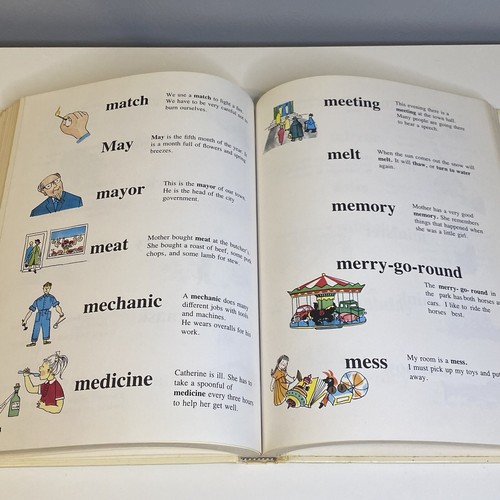 match
We use a match to light a fire.
We have to be very careful not to
burn ourselves.
May
May is the fifth month of the year. It
is a month full of flowers and spring
breezes.
mayor
This is the mayor of our town.
He is the head of the city
government.
meat
Mother bought meat at the butcher's.
She bought a roast of beef, some pork
chops, and some lamb for stew.
mechanic
A mechanic does many
different jobs with tools
and machines.
He wears overalls for his
work.
medicine
Catherine is ill. She has to
take a spoonful of
medicine every three hours
to help her get well.
meeting
This evening there is a
meeting at the town hall.
Many people are going there
to hear a speech.
melt
When the sun comes out the snow will
melt. It will thaw, or turn to water
again.
memory
Mother has a very good
memory. She remembers
things that happened when
she was a little girl.
merry-go-round
The merry- go- round in
the park has both horses and
cars. I like to ride the
horses best.
mess
My room is a mess.
I must pick up my toys and put
away.